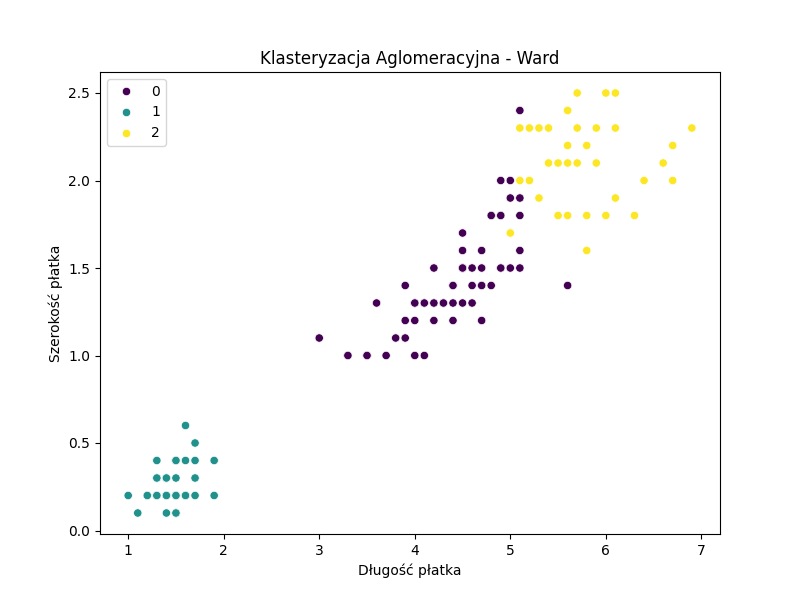 Klasteryzacja Aglomeracyjna - Ward
0
1
2
2.5
2.0
1.5
1.0
0.5
0.0
Szerokość płatka
1 2 3 4 5 6 7
Długość płatka